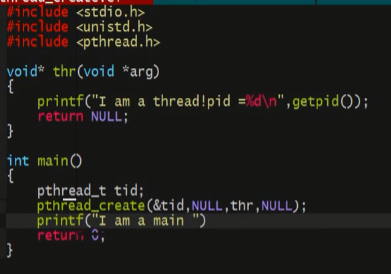 thread_create.c
#include <stdio.h>
#include <unistd.h>
#include <pthread.h>
void* thr(void *arg)
{
    printf("I am a thread!pid =%d\n",getpid());
    return NULL;
}
int main()
{
    pthread_t tid;
    pthread_create(&tid,NULL,thr,NULL);
    printf("I am a main ")
    return 0,
}